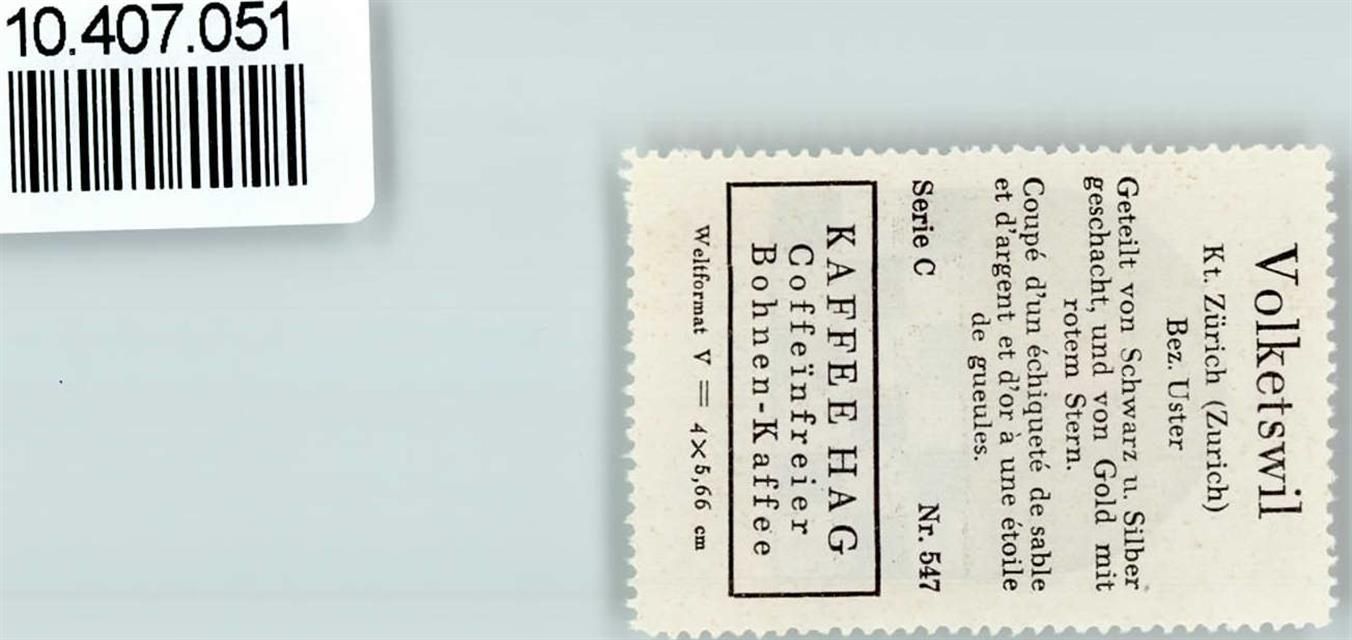 10.407.051
Volketswil
Kt. Zürich (Zurich)
Bez. Uster
Geteilt von Schwarz u. Silber
geschacht, und von Gold mit
rotem Stern.
Coupé d'un échiqueté de sable
et d'argent et d'or à une étoile
de gueules.
Serie C Nr. 547
KAFFEE HAG
Coffeïnfreier
Bohnen-Kaffee
Weltformat V = 4×5,66 cm